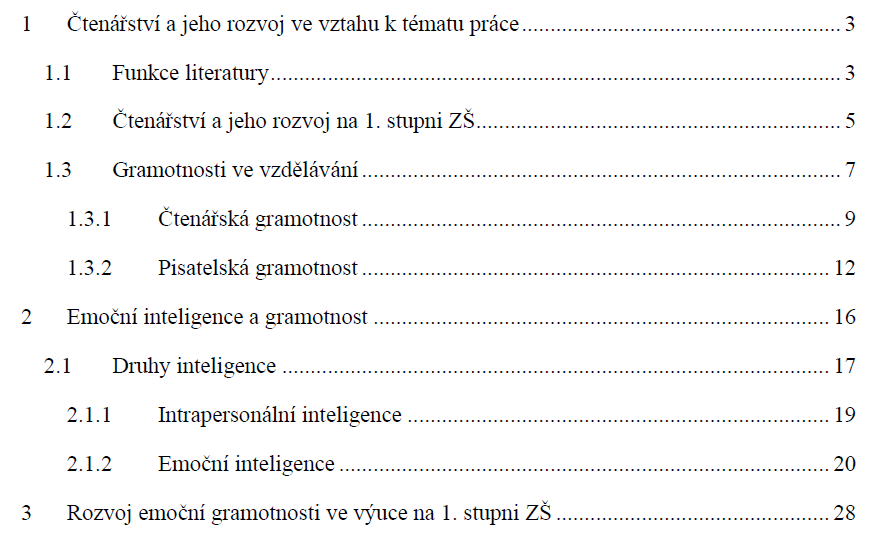 1 Čtenářství a jeho rozvoj ve vztahu k tématu práce 3
1.1 Funkce literatury 3
1.2 Čtenářství a jeho rozvoj na 1. stupni ZŠ 5
1.3 Gramotnosti ve vzdělávání 7
1.3.1 Čtenářská gramotnost 9
1.3.2 Pisatelská gramotnost 12
2 Emoční inteligence a gramotnost 16
2.1 Druhy inteligence 17
2.1.1 Intrapersonální inteligence 19
2.1.2 Emoční inteligence 20
3 Rozvoj emoční gramotnosti ve výuce na 1. stupni ZŠ 28